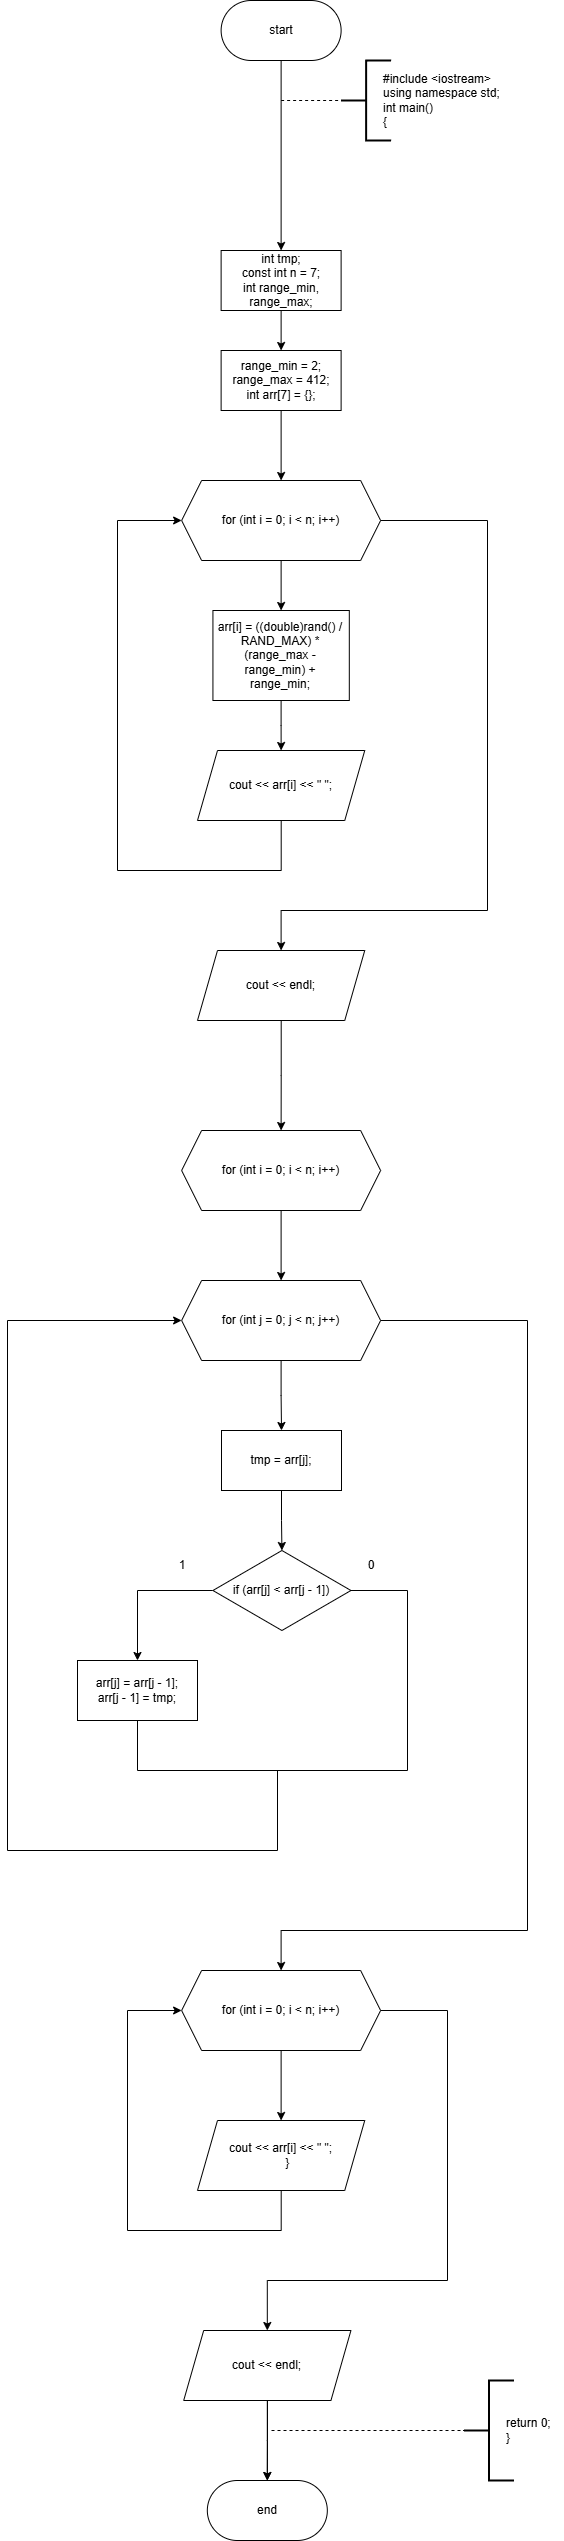 start
#include <iostream>
using namespace std;
int main()
{
int tmp;
const int n = 7;
int range_min,
range_max;
range_min = 2;
range_max = 412;
int arr[7] = {};
for (int i = 0; i < n; i++)
arr[i] = ((double)rand() /
RAND_MAX) *
(range_max -
range_min) +
range_min;
cout << arr[i] << " ";
cout << endl;
for (int i = 0; i < n; i++)
for (int j = 0; j < n; j++)
tmp = arr[j];
1
0
if (arr[j] < arr[j - 1])
arr[j] = arr[j - 1];
arr[j - 1] = tmp;
for (int i = 0; i < n; i++)
cout << arr[i] << " ";
}
cout << endl;
return 0;
}
end